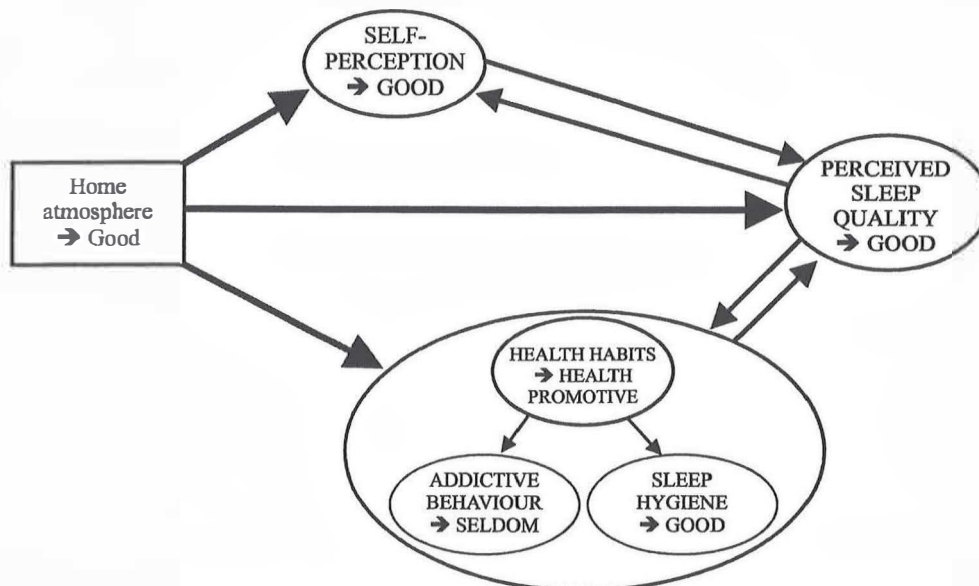 SELF-
PERCEPTION
➔ GOOD
Home
atmosphere
➔ Good
PERCEIVED
SLEEP
QUALITY
➔ GOOD
HEALTH HABITS
➔ HEALTH
PROMOTIVE
ADDICTIVE
BEHAVIOUR
➔ SELDOM
SLEEP
HYGIENE
➔ GOOD